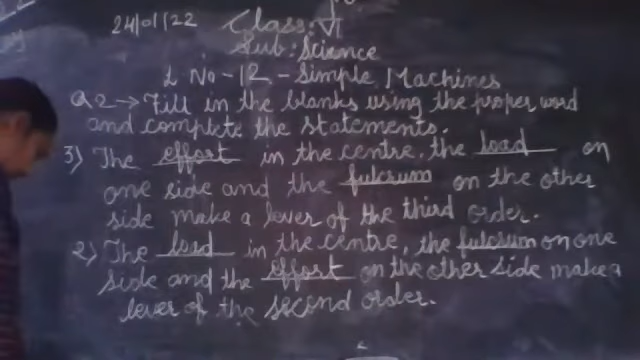 24/01/22 Class:-VI
Sub:Science
L No-12-Simple Machines
Q2→Fill in the blanks using the proper word
and complete the statements.
3) The effort in the centre, the load on
one side and the fulcrum on the other
side make a lever of the third order.
2) The load in the centre, the fulcrum on one
side and the effort on the other side make a
lever of the second order.